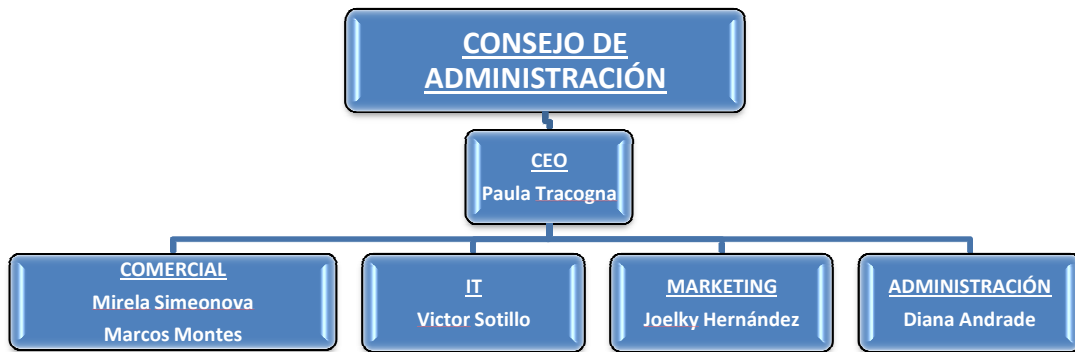 CONSEJO DE
ADMINISTRACIÓN
CEO
Paula Tracogna
COMERCIAL
Mirela Simeonova
Marcos Montes
IT
Victor Sotillo
MARKETING
Joelky Hernández
ADMINISTRACIÓN
Diana Andrade